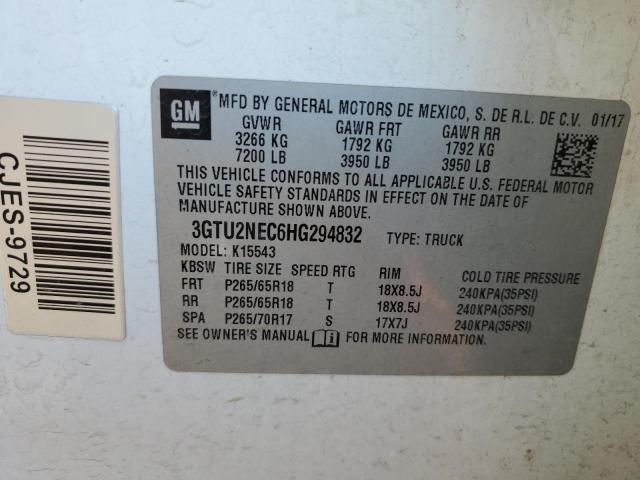 GM
MFD BY GENERAL MOTORS DE MEXICO, S. DE R.L. DE C.V. 01/17
GVWR GAWR FRT GAWR RR
3266 KG 1792 KG 1792 KG
7200 LB 3950 LB 3950 LB
THIS VEHICLE CONFORMS TO ALL APPLICABLE U.S. FEDERAL MOTOR
VEHICLE SAFETY STANDARDS IN EFFECT ON THE DATE OF
MANUFACTURE SHOWN ABOVE.
3GTU2NEC6HG294832 TYPE: TRUCK
MODEL: K15543
KBSW TIRE SIZE SPEED RTG RIM COLD TIRE PRESSURE
FRT P265/65R18 T 18X8.5J 240KPA(35PSI)
RR P265/65R18 T 18X8.5J 240KPA(35PSI)
SPA P265/70R17 S 17X7J 240KPA(35PSI)
SEE OWNER'S MANUAL FOR MORE INFORMATION.
CJES-9729